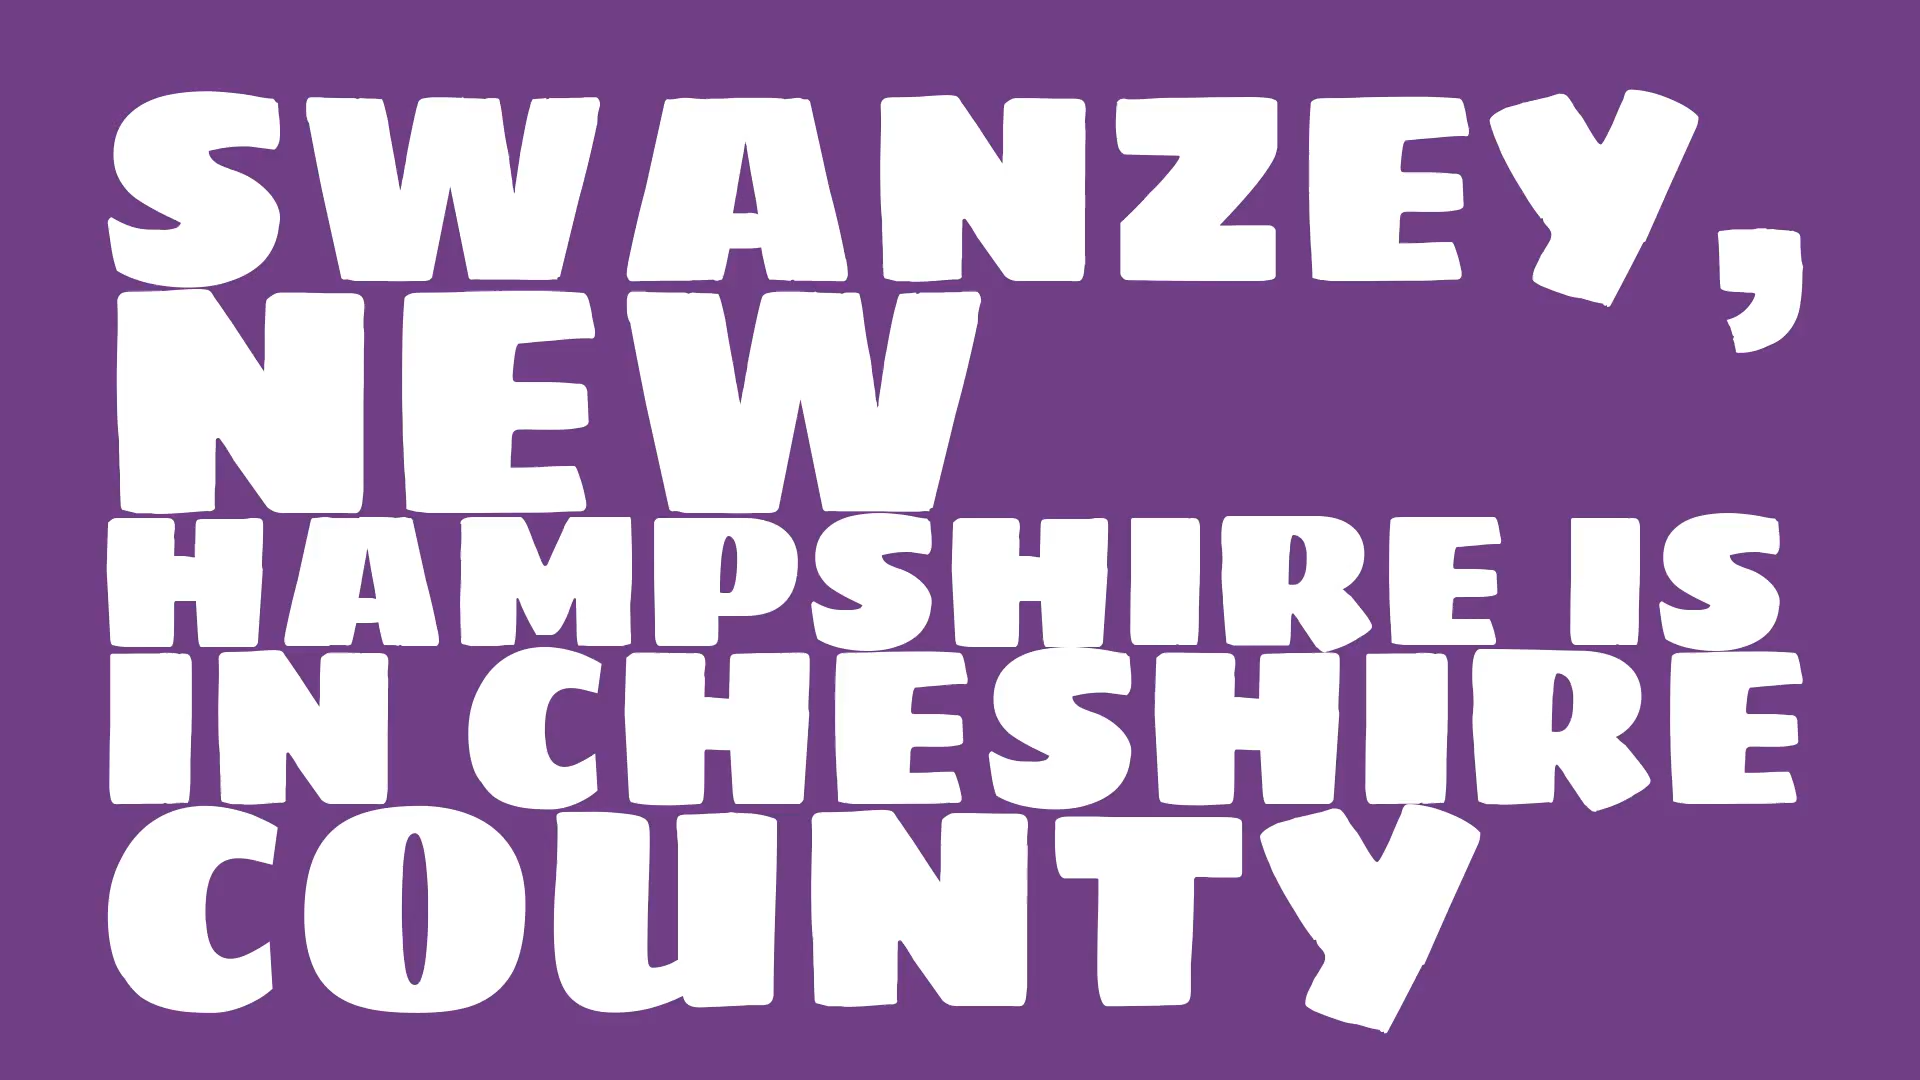 SWANZEY,
NEW
HAMPSHIRE IS
IN CHESHIRE
COUNTY